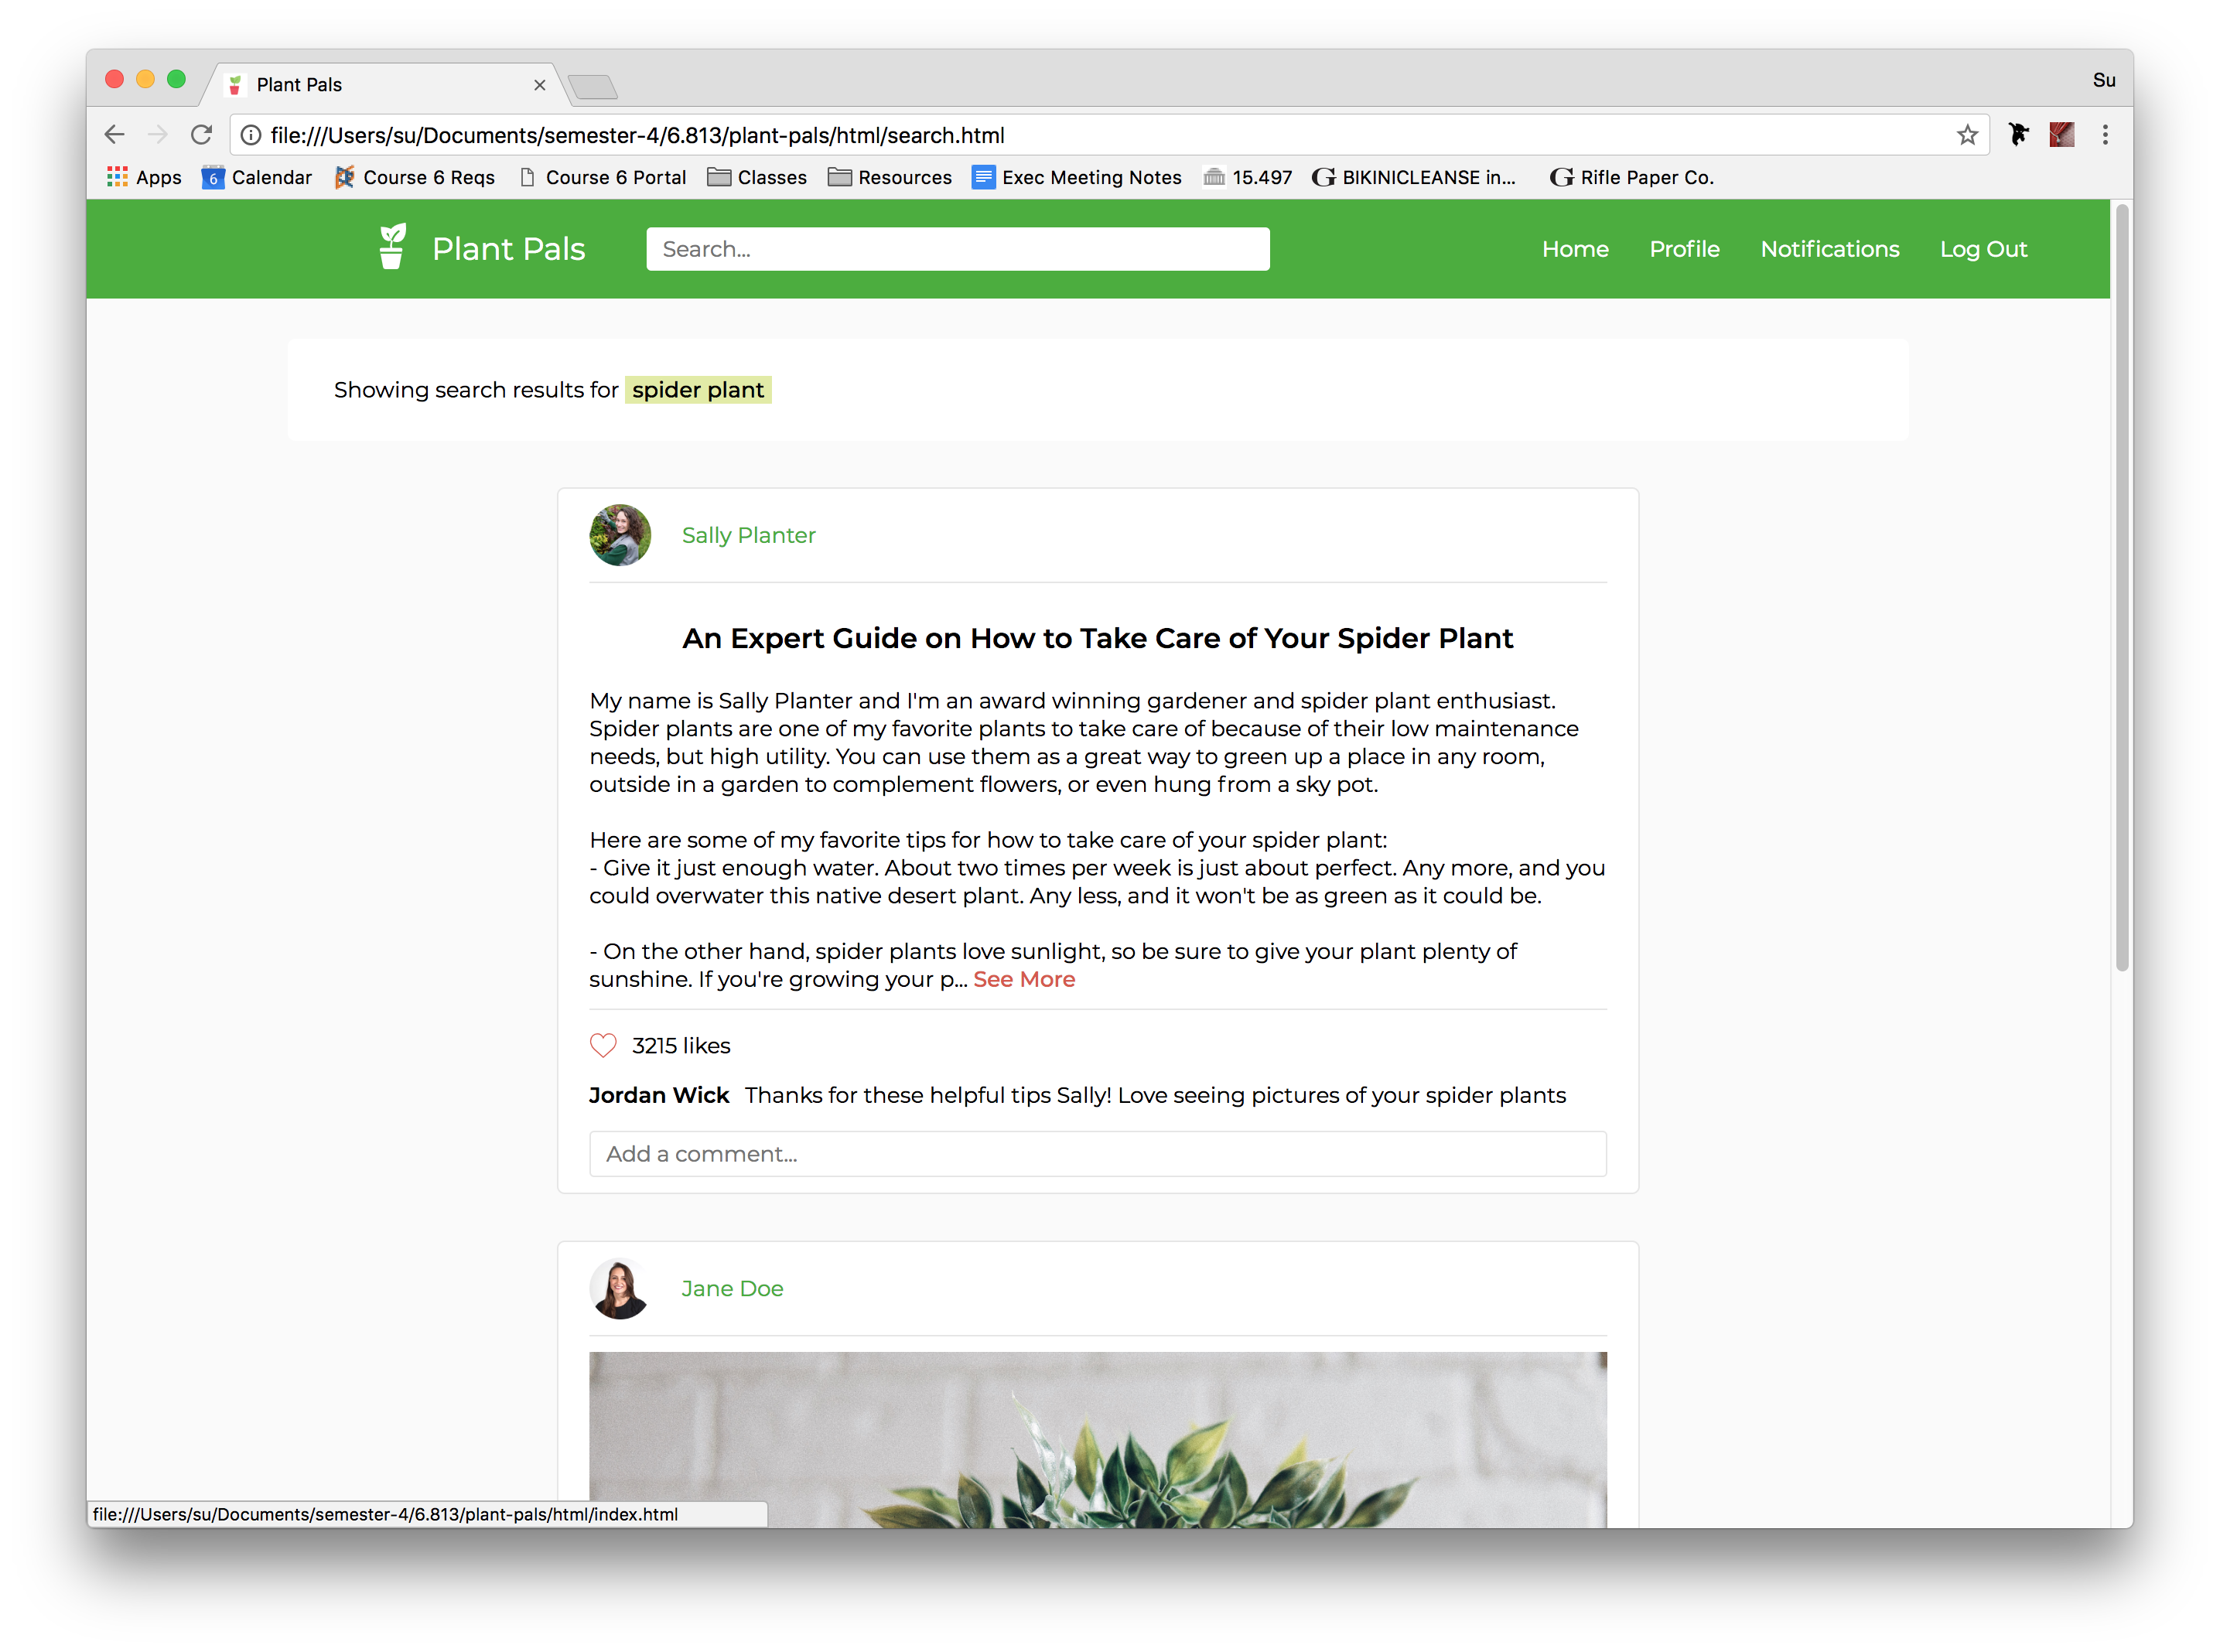 Plant Pals
Su
file:///Users/su/Documents/semester-4/6.813/plant-pals/html/search.html
Apps
6
Calendar
Course 6 Reqs
Course 6 Portal
Classes
Resources
Exec Meeting Notes
15.497
G BIKINICLEANSE in...
G Rifle Paper Co.
Plant Pals
Search...
Home
Profile
Notifications
Log Out
Showing search results for spider plant
Sally Planter
An Expert Guide on How to Take Care of Your Spider Plant
My name is Sally Planter and I'm an award winning gardener and spider plant enthusiast.
Spider plants are one of my favorite plants to take care of because of their low maintenance
needs, but high utility. You can use them as a great way to green up a place in any room,
outside in a garden to complement flowers, or even hung from a sky pot.
Here are some of my favorite tips for how to take care of your spider plant:
- Give it just enough water. About two times per week is just about perfect. Any more, and you
could overwater this native desert plant. Any less, and it won't be as green as it could be.
- On the other hand, spider plants love sunlight, so be sure to give your plant plenty of
sunshine. If you're growing your p... See More
3215 likes
Jordan Wick Thanks for these helpful tips Sally! Love seeing pictures of your spider plants
Add a comment...
Jane Doe
file:///Users/su/Documents/semester-4/6.813/plant-pals/html/index.html